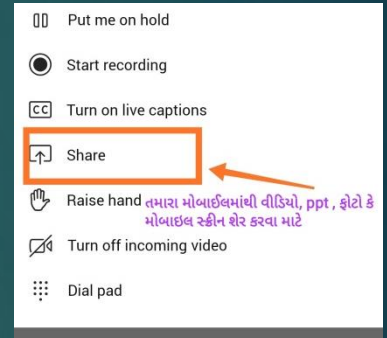 Put me on hold
Start recording
CC Turn on live captions
Share
Raise hand તમારા મોબાઈલમાંથી વીડિયો, ppt , ફોટો કે
મોબાઇલ સ્ક્રીન શેર કરવા માટે
Turn off incoming video
Dial pad